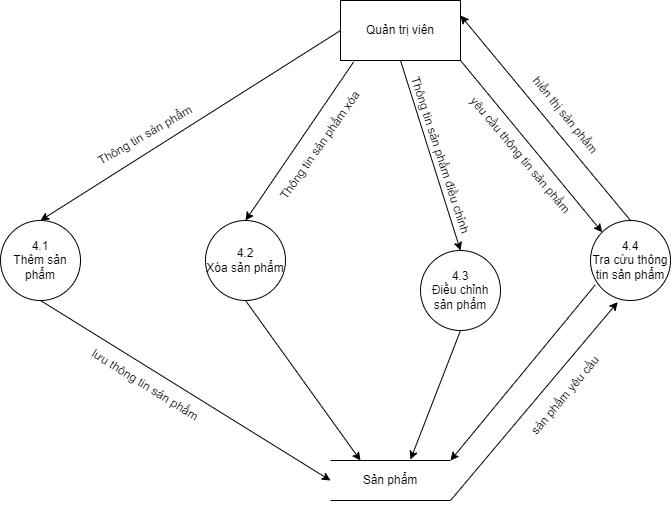 Quản trị viên
Thông tin sản phẩm
Thông tin sản phẩm xóa
Thông tin sản phẩm điều chỉnh
yêu cầu thông tin sản phẩm
hiển thị sản phẩm
4.1
Thêm sản
phẩm
4.2
Xóa sản phẩm
4.3
Điều chỉnh
sản phẩm
4.4
Tra cứu thông
tin sản phẩm
lưu thông tin sản phẩm
sản phẩm yêu cầu
Sản phẩm